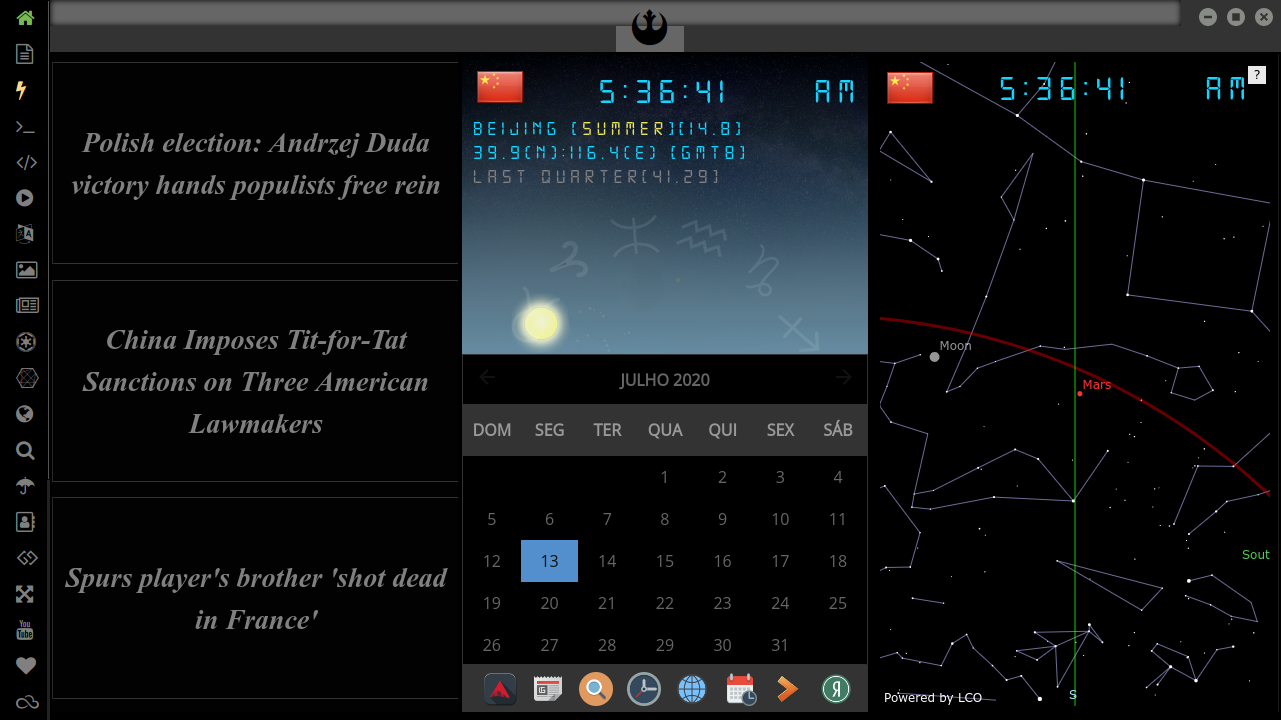 Polish election: Andrzej Duda
victory hands populists free rein
China Imposes Tit-for-Tat
Sanctions on Three American
Lawmakers
Spurs player's brother 'shot dead
in France'
5:36:41 AM
BEIJING [SUMMER][14.8]
39.9(N):116.4(E) [GMT8]
LAST QUARTER[41.29]
JULHO 2020
DOM SEG TER QUA QUI SEX SÁB
1 2 3 4
5 6 7 8 9 10 11
12 13 14 15 16 17 18
19 20 21 22 23 24 25
26 27 28 29 30 31
5:36:41 AM
?
Moon
Mars
Sout
S
Powered by LCO
You
Tube